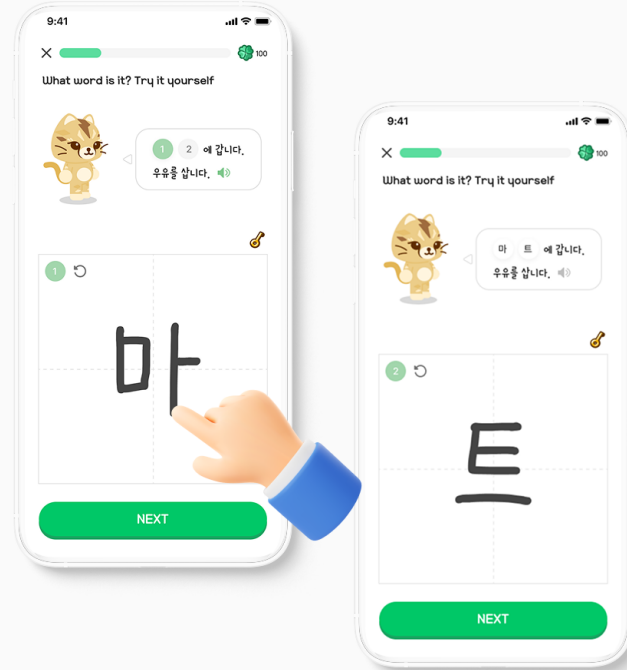 9:41
100
What word is it? Try it yourself
1 2 에 갑니다.
우유를 삽니다.
1
마
NEXT
9:41
100
What word is it? Try it yourself
마 트 에 갑니다.
우유를 삽니다.
2
트
NEXT